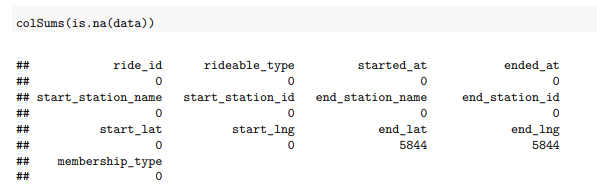 colSums(is.na(data))
## ride_id rideable_type started_at ended_at
## 0 0 0 0
## start_station_name start_station_id end_station_name end_station_id
## 0 0 0 0
## start_lat start_lng end_lat end_lng
## 0 0 5844 5844
## membership_type
## 0